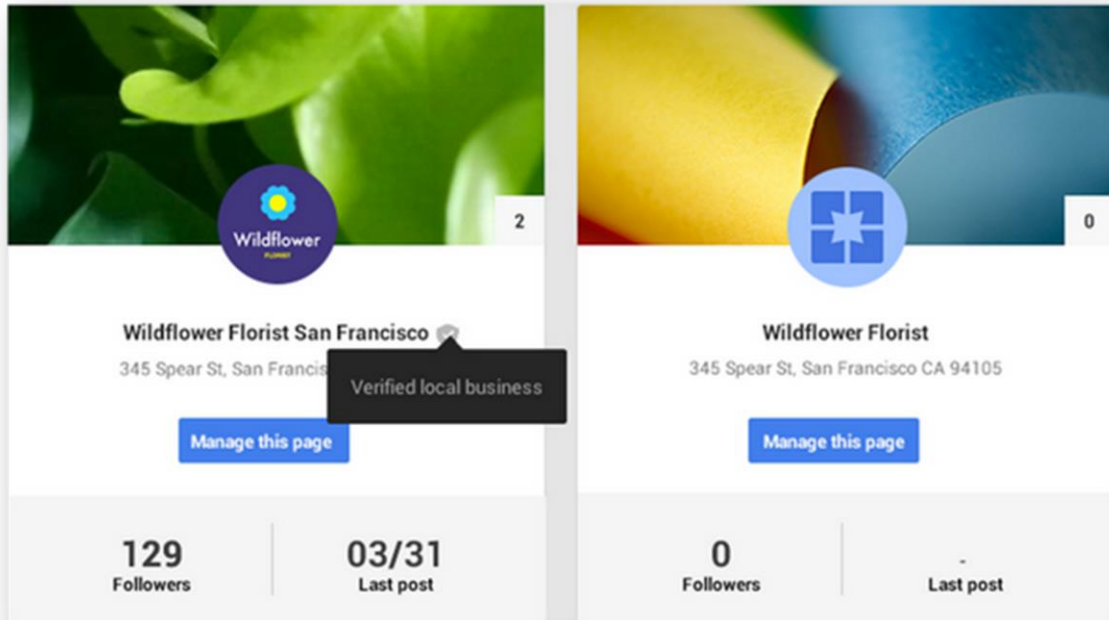 Wildflower
FLORIST
2
Wildflower Florist San Francisco
345 Spear St, San Francis
Verified local business
Manage this page
129
Followers
03/31
Last post
0
Wildflower Florist
345 Spear St, San Francisco CA 94105
Manage this page
0
Followers
-
Last post